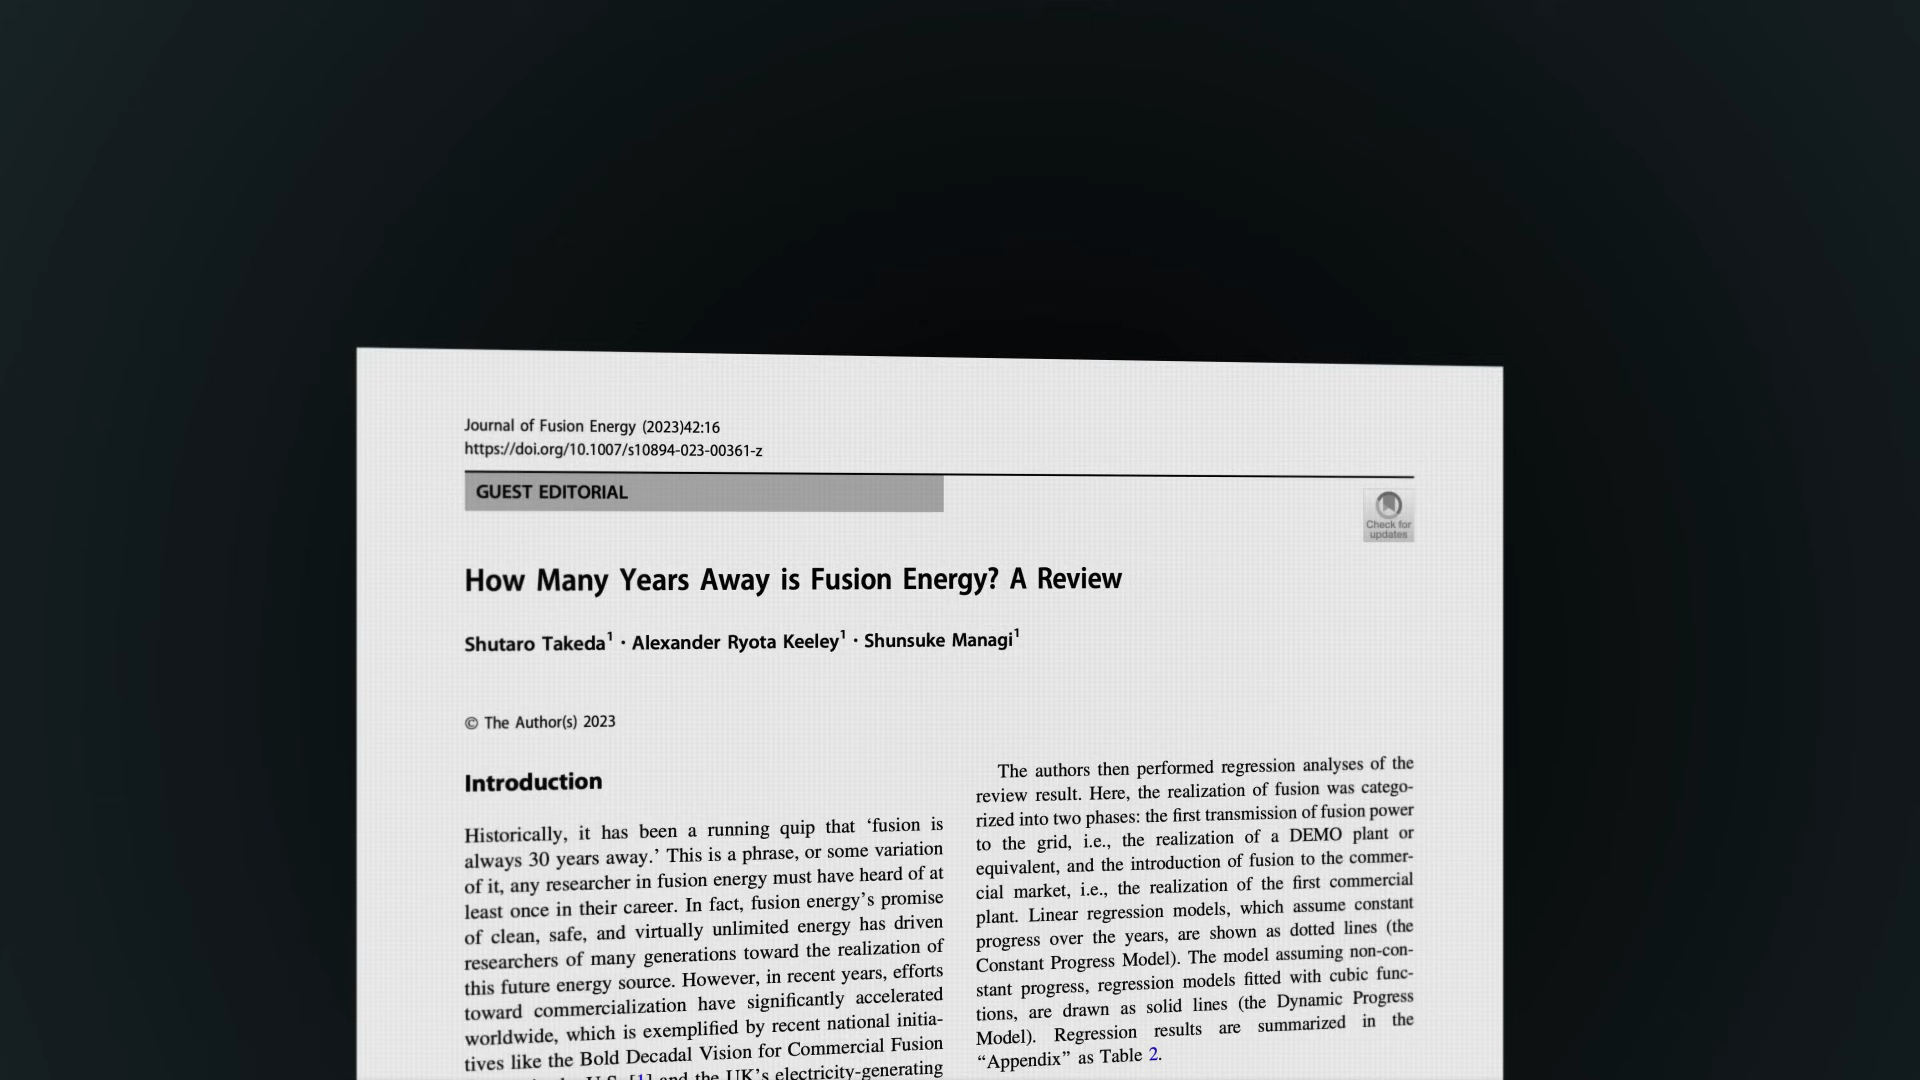 Journal of Fusion Energy (2023)42:16
https://doi.org/10.1007/s10894-023-00361-z
GUEST EDITORIAL
Check for
updates
How Many Years Away is Fusion Energy? A Review
Shutaro Takeda1 · Alexander Ryota Keeley1 · Shunsuke Managi1
© The Author(s) 2023
Introduction
Historically, it has been a running quip that ‘fusion is
always 30 years away.’ This is a phrase, or some variation
of it, any researcher in fusion energy must have heard of at
least once in their career. In fact, fusion energy’s promise
of clean, safe, and virtually unlimited energy has driven
researchers of many generations toward the realization of
this future energy source. However, in recent years, efforts
toward commercialization have significantly accelerated
worldwide, which is exemplified by recent national initia-
tives like the Bold Decadal Vision for Commercial Fusion
U.S. [1] and the UK’s electricity-generating
The authors then performed regression analyses of the
review result. Here, the realization of fusion was catego-
rized into two phases: the first transmission of fusion power
to the grid, i.e., the realization of a DEMO plant or
equivalent, and the introduction of fusion to the commer-
cial market, i.e., the realization of the first commercial
plant. Linear regression models, which assume constant
progress over the years, are shown as dotted lines (the
Constant Progress Model). The model assuming non-con-
stant progress, regression models fitted with cubic func-
tions, are drawn as solid lines (the Dynamic Progress
Model). Regression results are summarized in the
“Appendix” as Table 2.